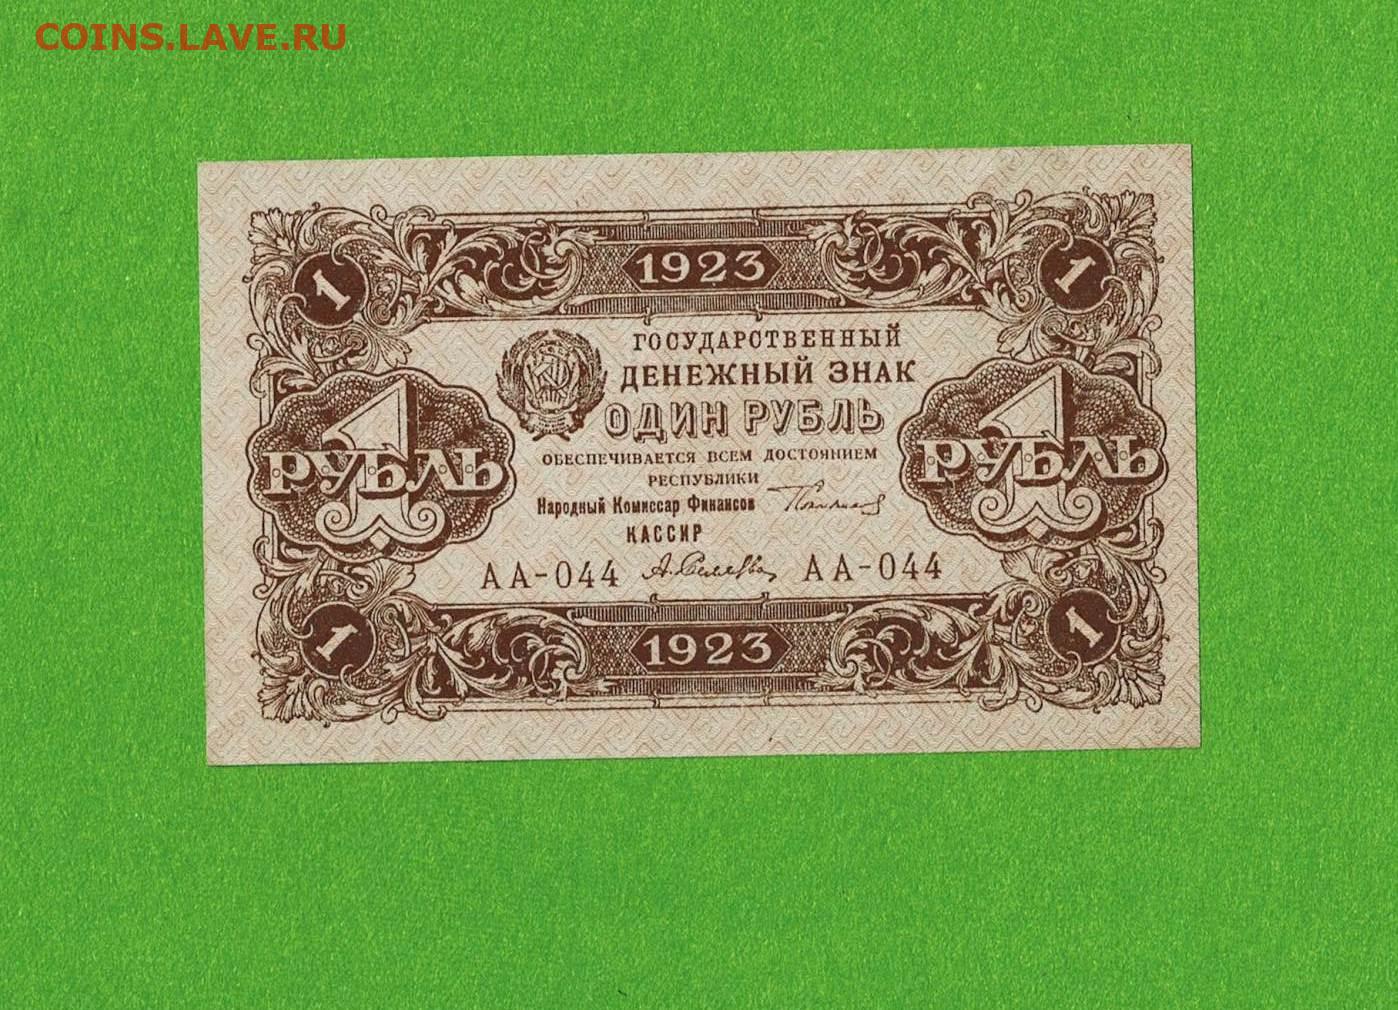 COINS.LAVE.RU
1 1923 1
ГОСУДАРСТВЕННЫЙ
ДЕНЕЖНЫЙ ЗНАК
ОДИН РУБЛЬ
1 РУБЛЬ
1 РУБЛЬ
ОБЕСПЕЧИВАЕТСЯ ВСЕМ ДОСТОЯНИЕМ
РЕСПУБЛИКИ
Народный Комиссар Финансов
КАССИР
АА-044 АА-044
1 1923 1